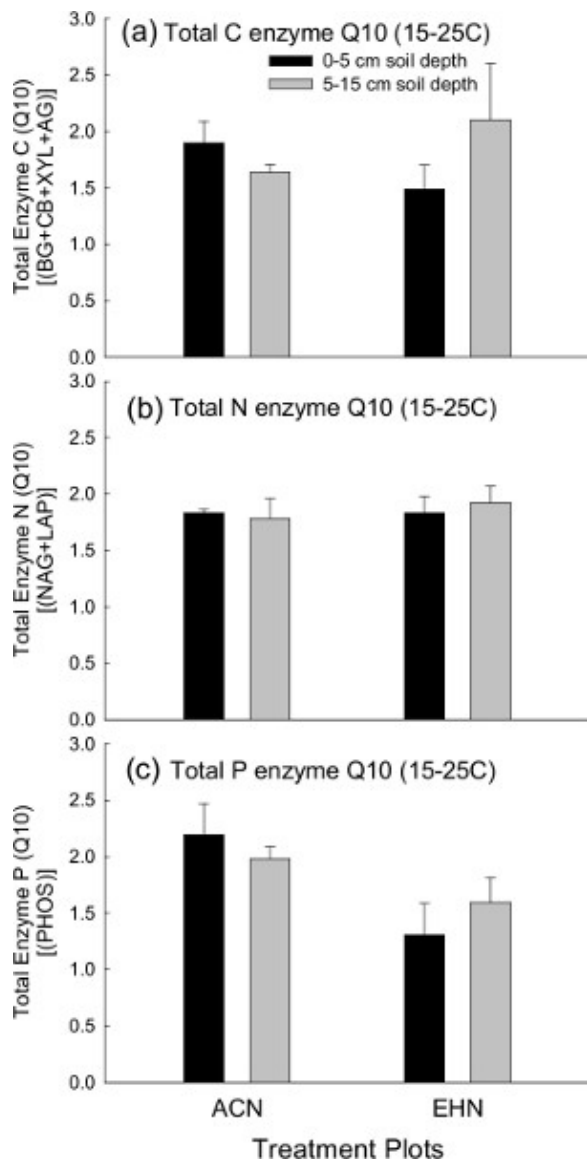 (a) Total C enzyme Q10 (15-25C)
0-5 cm soil depth
5-15 cm soil depth
Total Enzyme C (Q10)
[(BG+CB+XYL+AG)]
3.0
2.5
2.0
1.5
1.0
0.5
0.0
(b) Total N enzyme Q10 (15-25C)
Total Enzyme N (Q10)
[(NAG+LAP)]
3.0
2.5
2.0
1.5
1.0
0.5
0.0
(c) Total P enzyme Q10 (15-25C)
Total Enzyme P (Q10)
[(PHOS)]
3.0
2.5
2.0
1.5
1.0
0.5
0.0
ACN EHN
Treatment Plots